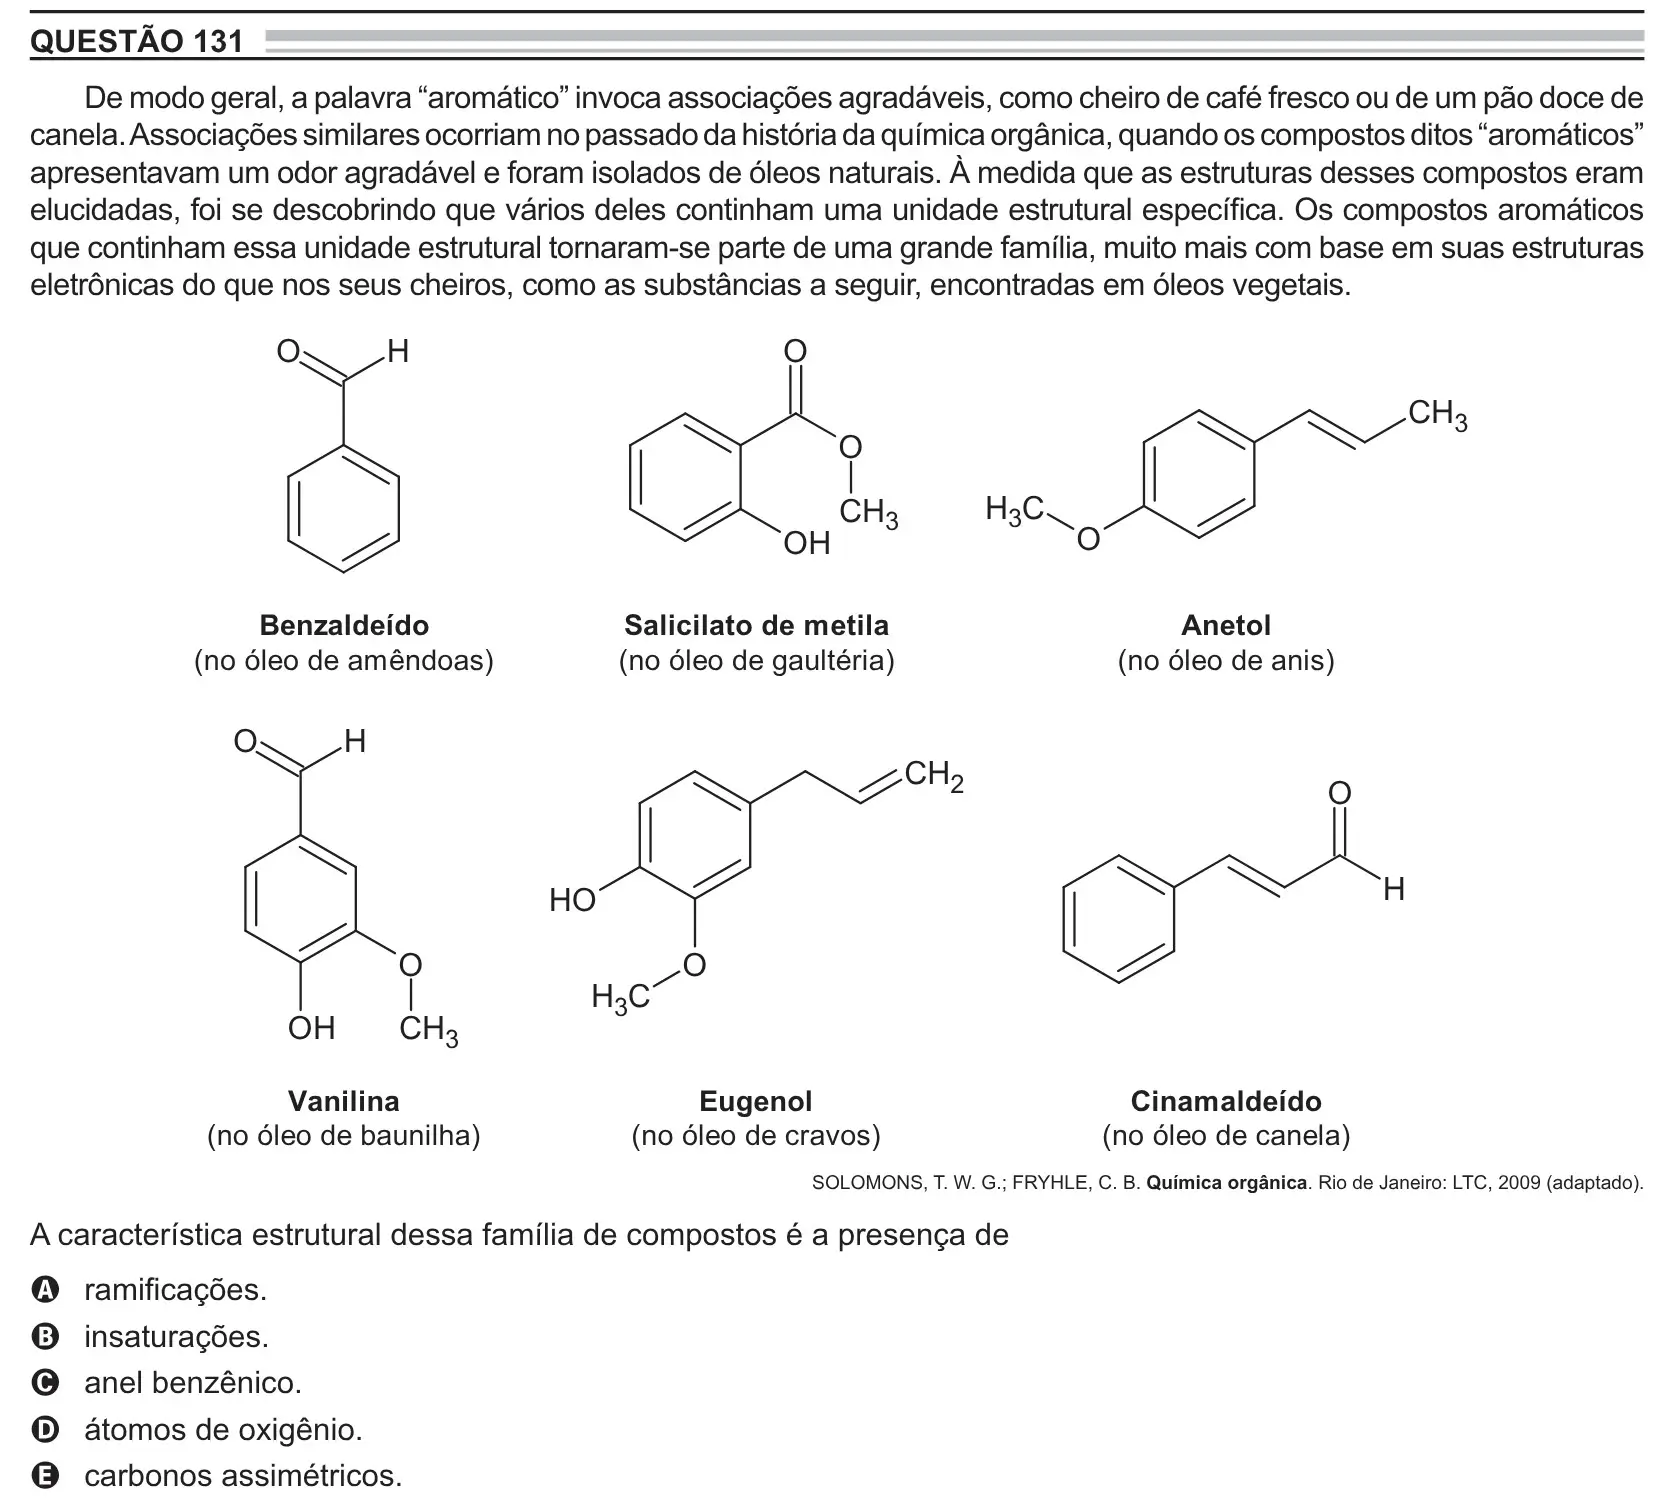 QUESTÃO 131
De modo geral, a palavra “aromático” invoca associações agradáveis, como cheiro de café fresco ou de um pão doce de
canela. Associações similares ocorriam no passado da história da química orgânica, quando os compostos ditos “aromáticos”
apresentavam um odor agradável e foram isolados de óleos naturais. À medida que as estruturas desses compostos eram
elucidadas, foi se descobrindo que vários deles continham uma unidade estrutural específica. Os compostos aromáticos
que continham essa unidade estrutural tornaram-se parte de uma grande família, muito mais com base em suas estruturas
eletrônicas do que nos seus cheiros, como as substâncias a seguir, encontradas em óleos vegetais.
O H
O
O
CH3
OH
CH3
H3C
O
Benzaldeído
(no óleo de amêndoas)
Salicilato de metila
(no óleo de gaultéria)
Anetol
(no óleo de anis)
O H
O
OH CH3
CH2
HO
O
H3C
O
H
Vanilina
(no óleo de baunilha)
Eugenol
(no óleo de cravos)
Cinamaldeído
(no óleo de canela)
SOLOMONS, T. W. G.; FRYHLE, C. B. Química orgânica. Rio de Janeiro: LTC, 2009 (adaptado).
A característica estrutural dessa família de compostos é a presença de
A ramificações.
B insaturações.
C anel benzênico.
D átomos de oxigênio.
E carbonos assimétricos.